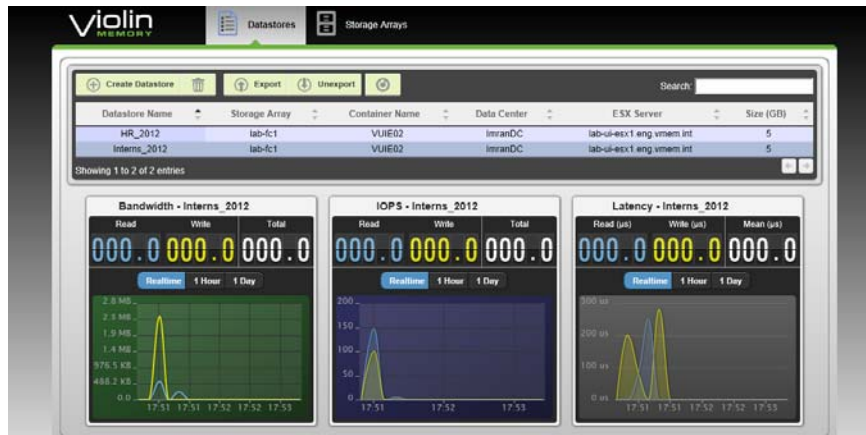 Violin
MEMORY
Datastores
Storage Arrays
Create Datastore
Export
Unexport
Search:
Datastore Name Storage Array Container Name Data Center ESX Server Size (GB)
HR_2012 lab-fc1 VUIE02 ImranDC lab-ui-esx1.eng.vmem.int 5
Interns_2012 lab-fc1 VUIE02 ImranDC lab-ui-esx1.eng.vmem.int 5
Showing 1 to 2 of 2 entries
Bandwidth - Interns_2012
Read Write Total
000.0 000.0 000.0
Realtime 1 Hour 1 Day
2.8 MB
1.9 MB
1.4 MB
976.5 KB
488.2 KB
0.0
17:51 17:51 17:52 17:52 17:53
IOPS - Interns_2012
Read Write Total
000.0 000.0 000.0
Realtime 1 Hour 1 Day
200
150
100
50
0
17:51 17:52 17:53
Latency - Interns_2012
Read (µs) Write (µs) Mean (µs)
000.0 000.0 000.0
Realtime 1 Hour 1 Day
300 us
200 us
100 us
0 us
17:51 17:51 17:52 17:52 17:53